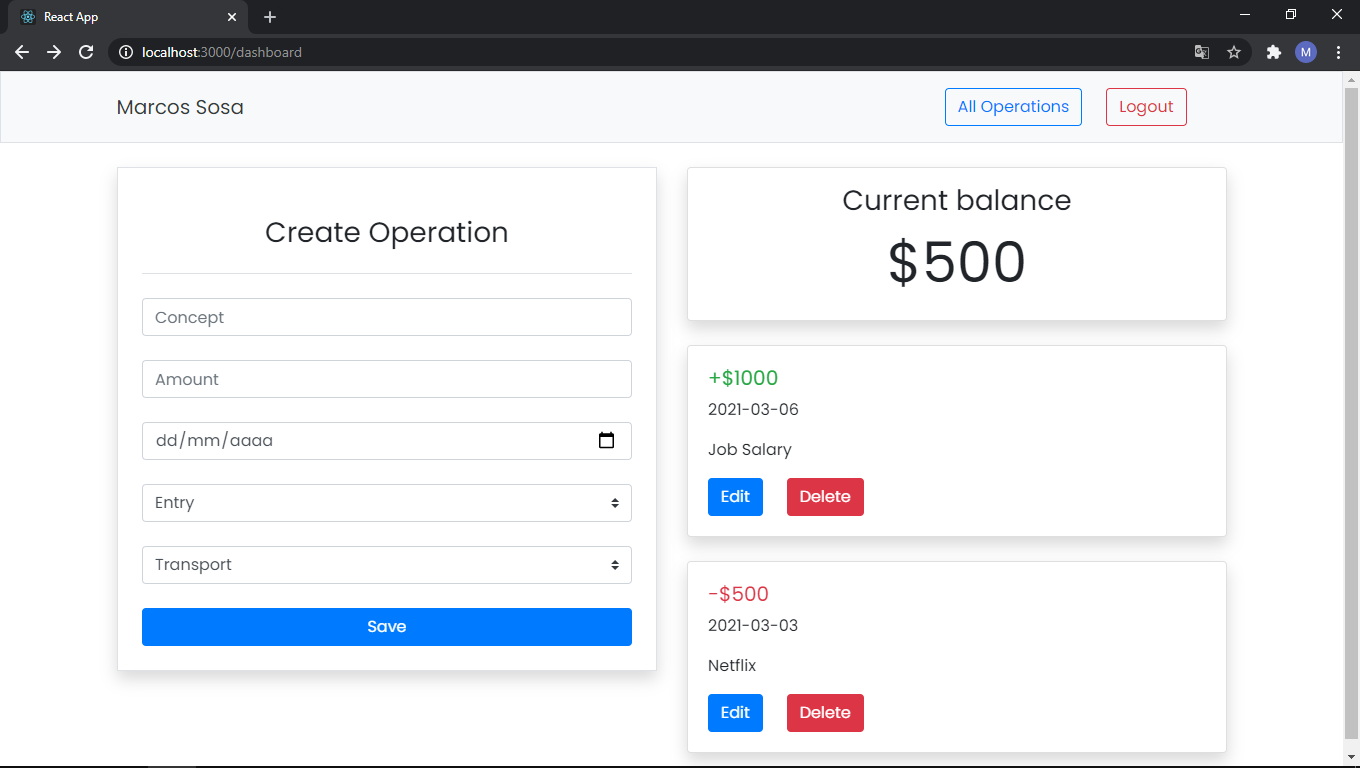 React App
localhost:3000/dashboard
M
Marcos Sosa
All Operations
Logout
Create Operation
Concept
Amount
dd/mm/aaaa
Entry
Transport
Save
Current balance
$500
+$1000
2021-03-06
Job Salary
Edit
Delete
-$500
2021-03-03
Netflix
Edit
Delete